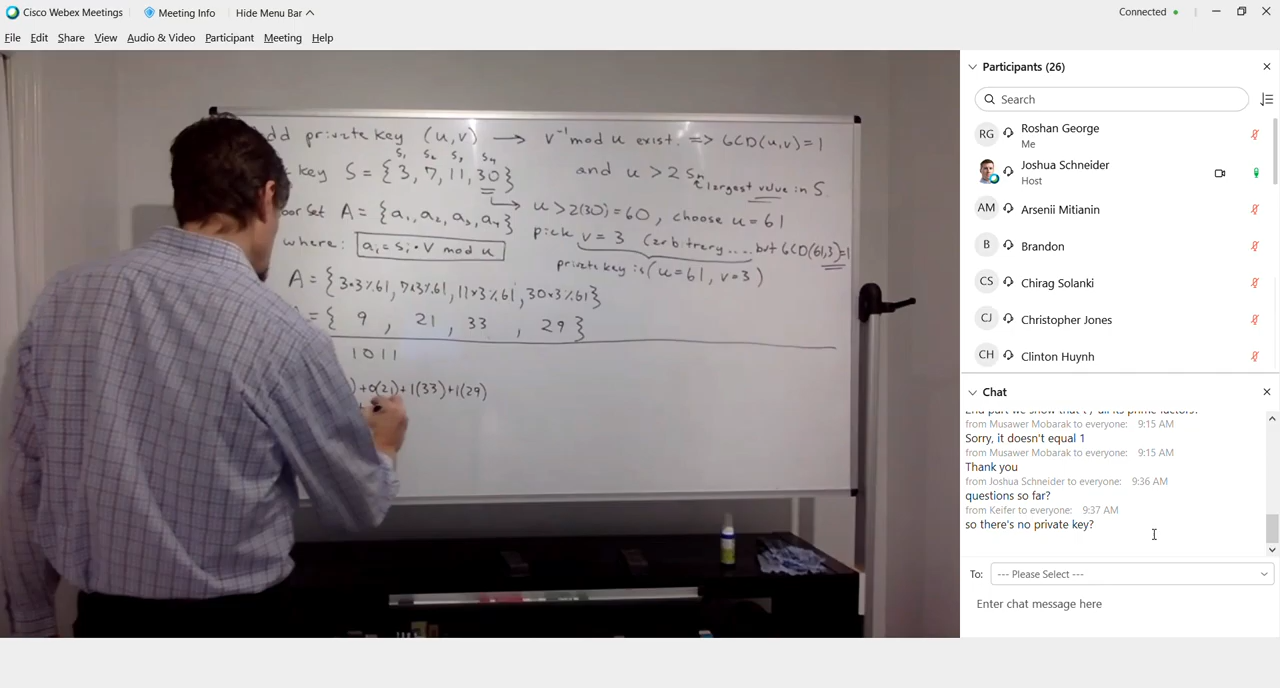 Cisco Webex Meetings
Meeting Info
Hide Menu Bar
Connected
File Edit Share View Audio & Video Participant Meeting Help
dd private key (u,v) → v⁻¹ mod u exist. => GCD(u,v)=1
s₁ s₂ s₃ s₄
key S = {3, 7, 11, 30}
and u > 2 sₙ
largest value in S.
u > 2(30) = 60, choose u = 61
oor Set A = {a₁, a₂, a₃, a₄}
pick v = 3 (arbitrary .... but GCD(61,3)=1
where: aᵢ = sᵢ • V mod u
private key is (u=61, v=3)
A = {3×3%61, 7×3%61, 11×3%61, 30×3%61}
= { 9 , 21 , 33 , 29 }
1011
) + 0(21) + 1(33) + 1(29)
Participants (26)
Search
RG
Roshan George
Me
Joshua Schneider
Host
AM
Arsenii Mitianin
B
Brandon
CS
Chirag Solanki
CJ
Christopher Jones
CH
Clinton Huynh
Chat
from Musawer Mobarak to everyone: 9:15 AM
Sorry, it doesn't equal 1
from Musawer Mobarak to everyone: 9:15 AM
Thank you
from Joshua Schneider to everyone: 9:36 AM
questions so far?
from Keifer to everyone: 9:37 AM
so there's no private key?
To: --- Please Select ---
Enter chat message here